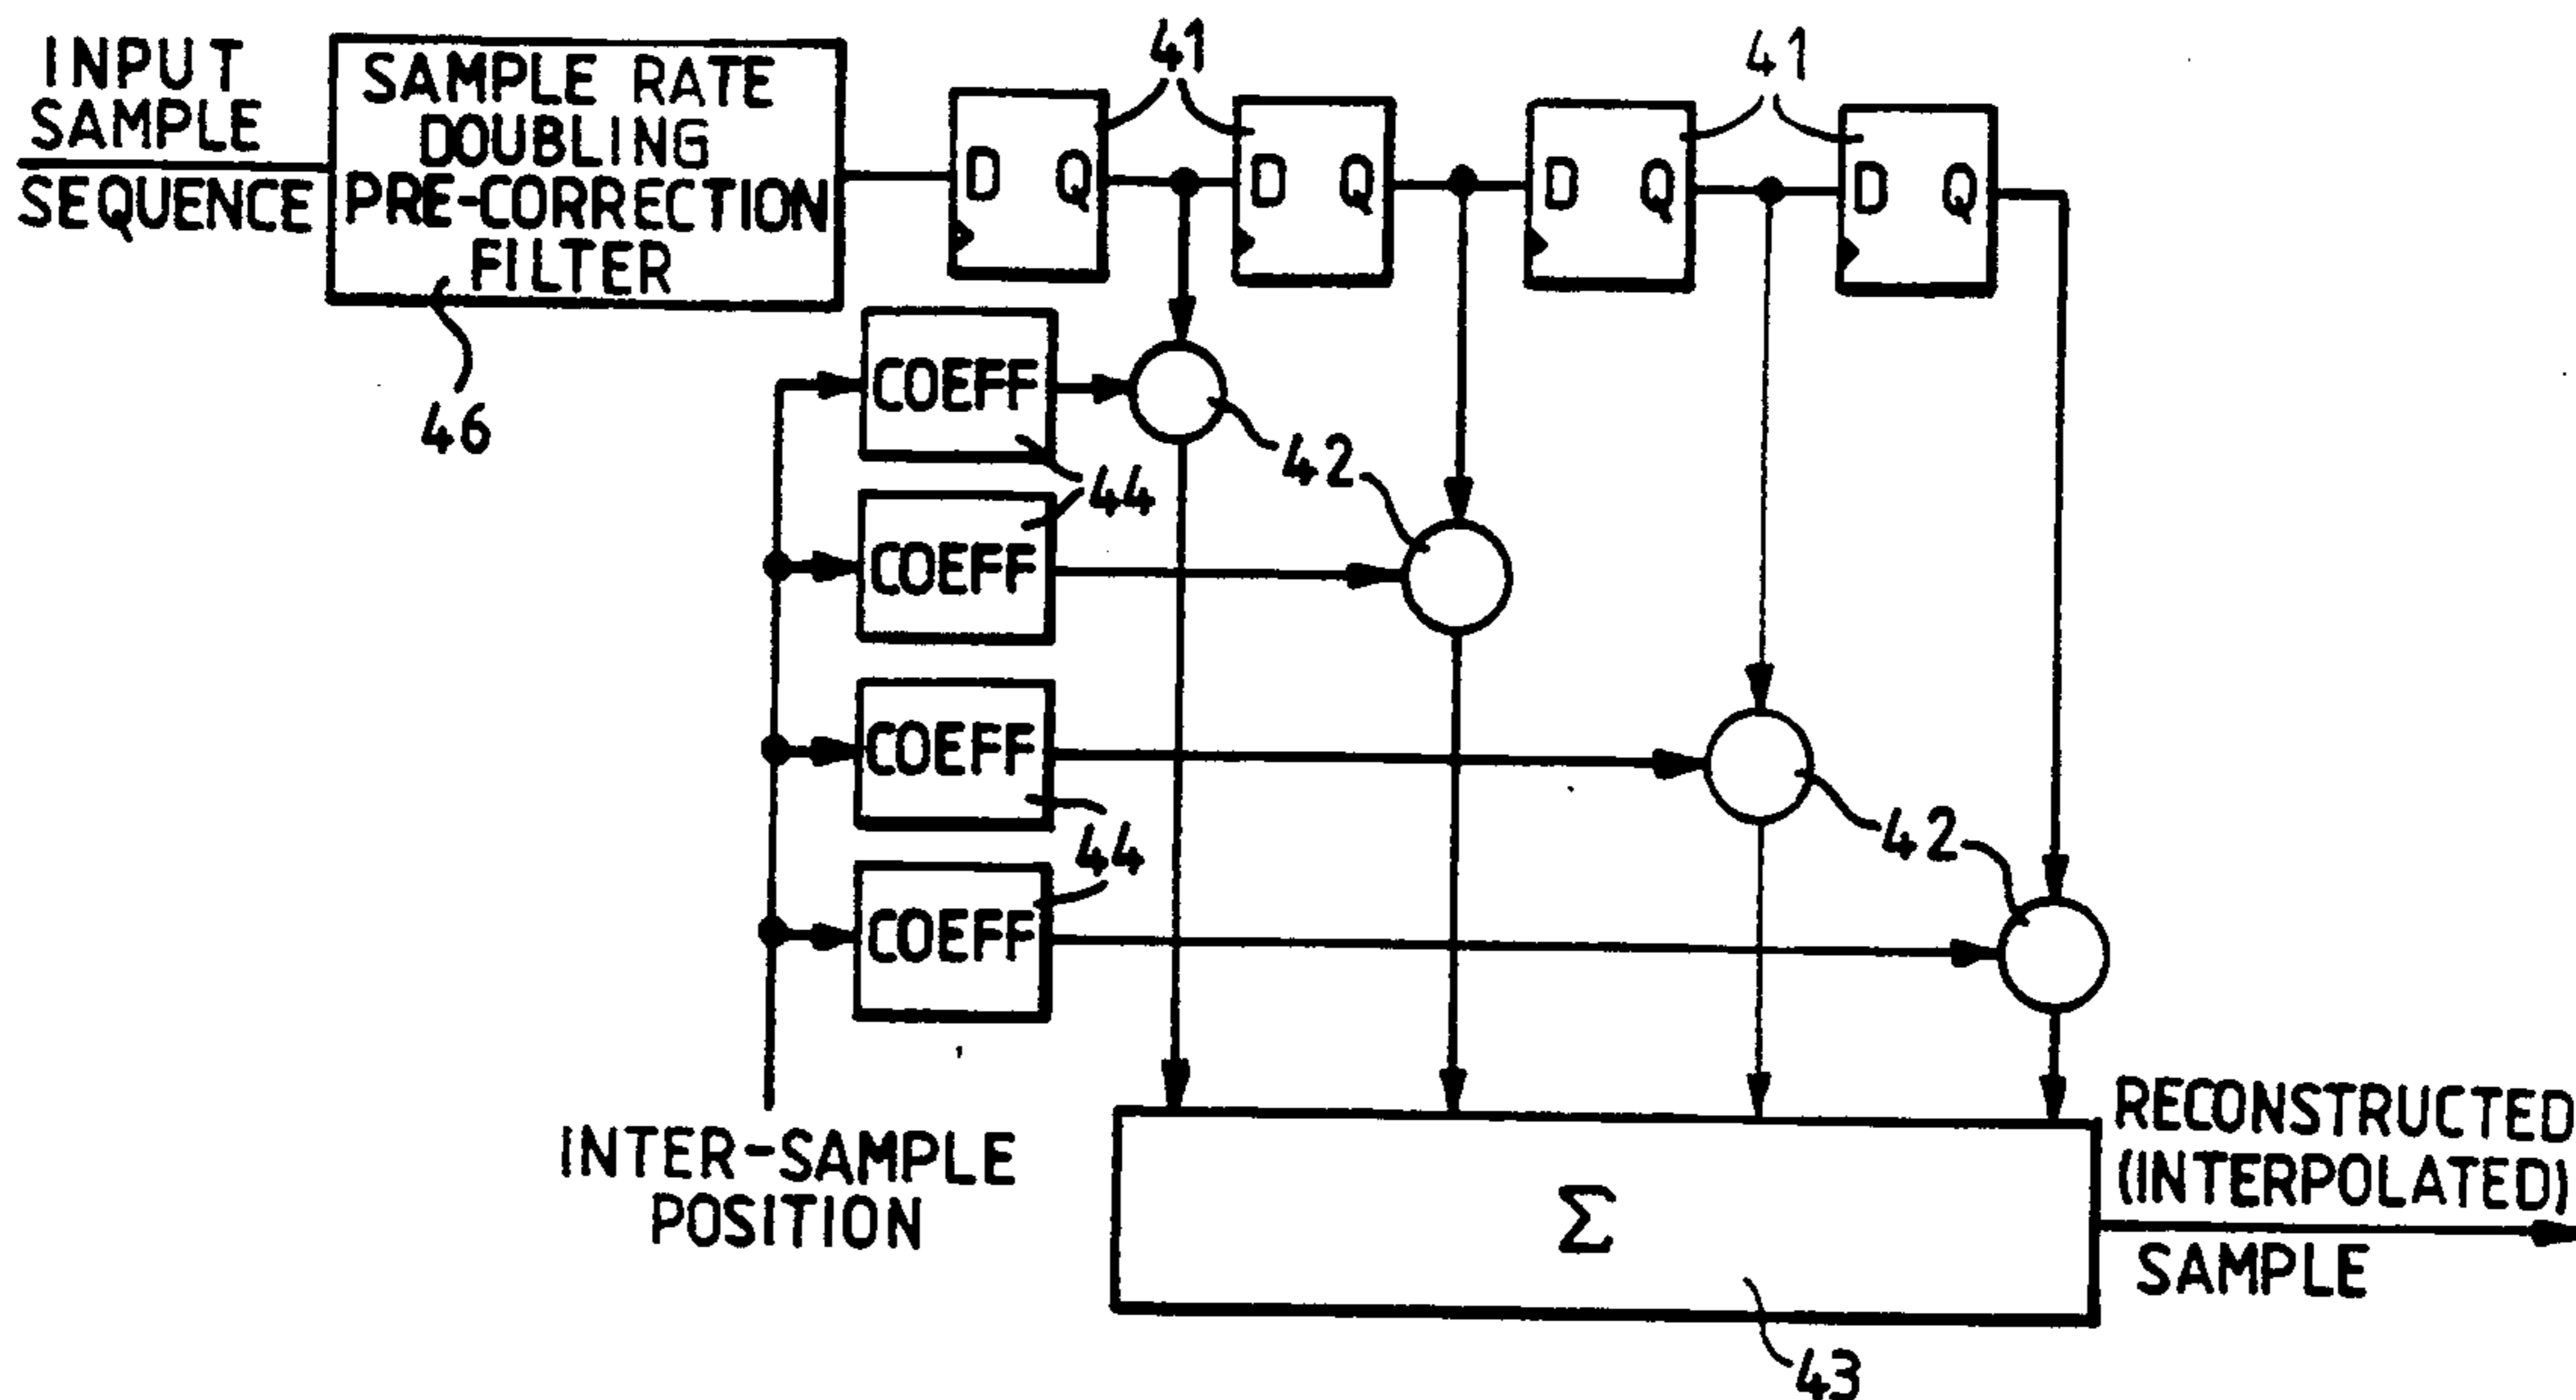 INPUT
SAMPLE
SEQUENCE
SAMPLE RATE
DOUBLING
PRE-CORRECTION
FILTER
46
41
41
D Q
D Q
D Q
D Q
COEFF
COEFF
COEFF
COEFF
44
44
42
42
INTER-SAMPLE
POSITION
Σ
43
RECONSTRUCTED
(INTERPOLATED)
SAMPLE